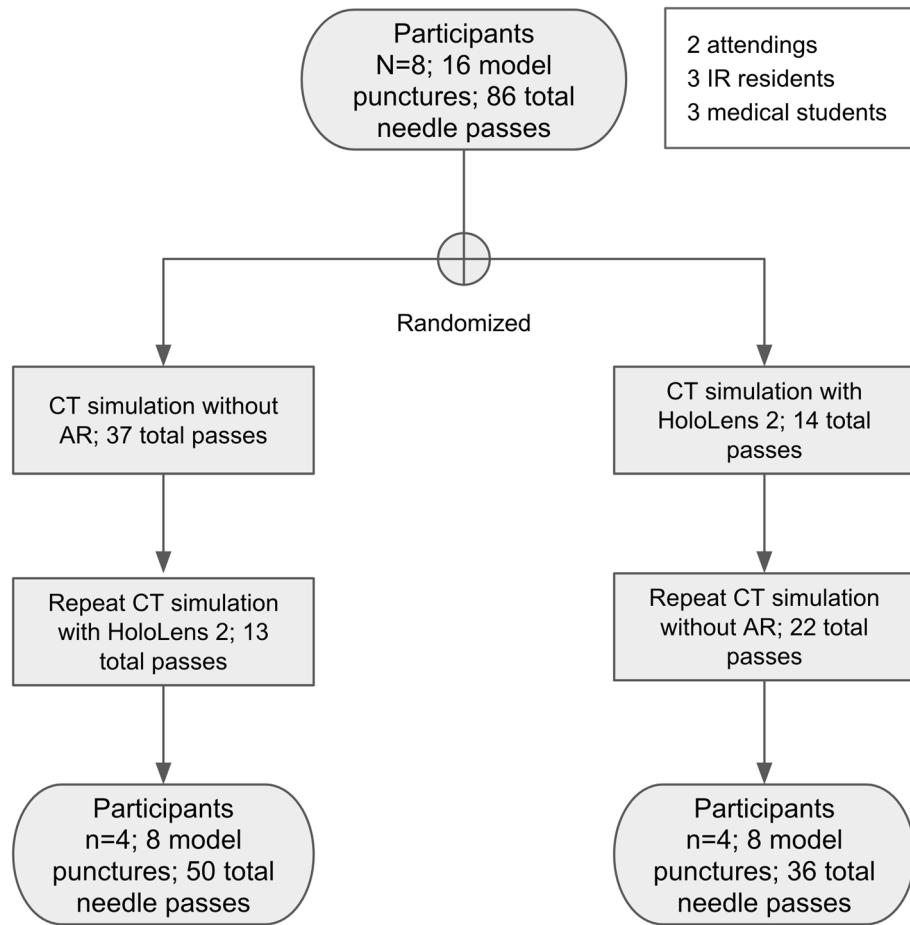 Participants
N=8; 16 model
punctures; 86 total
needle passes
2 attendings
3 IR residents
3 medical students
Randomized
CT simulation without
AR; 37 total passes
CT simulation with
HoloLens 2; 14 total
passes
Repeat CT simulation
with HoloLens 2; 13
total passes
Repeat CT simulation
without AR; 22 total
passes
Participants
n=4; 8 model
punctures; 50 total
needle passes
Participants
n=4; 8 model
punctures; 36 total
needle passes